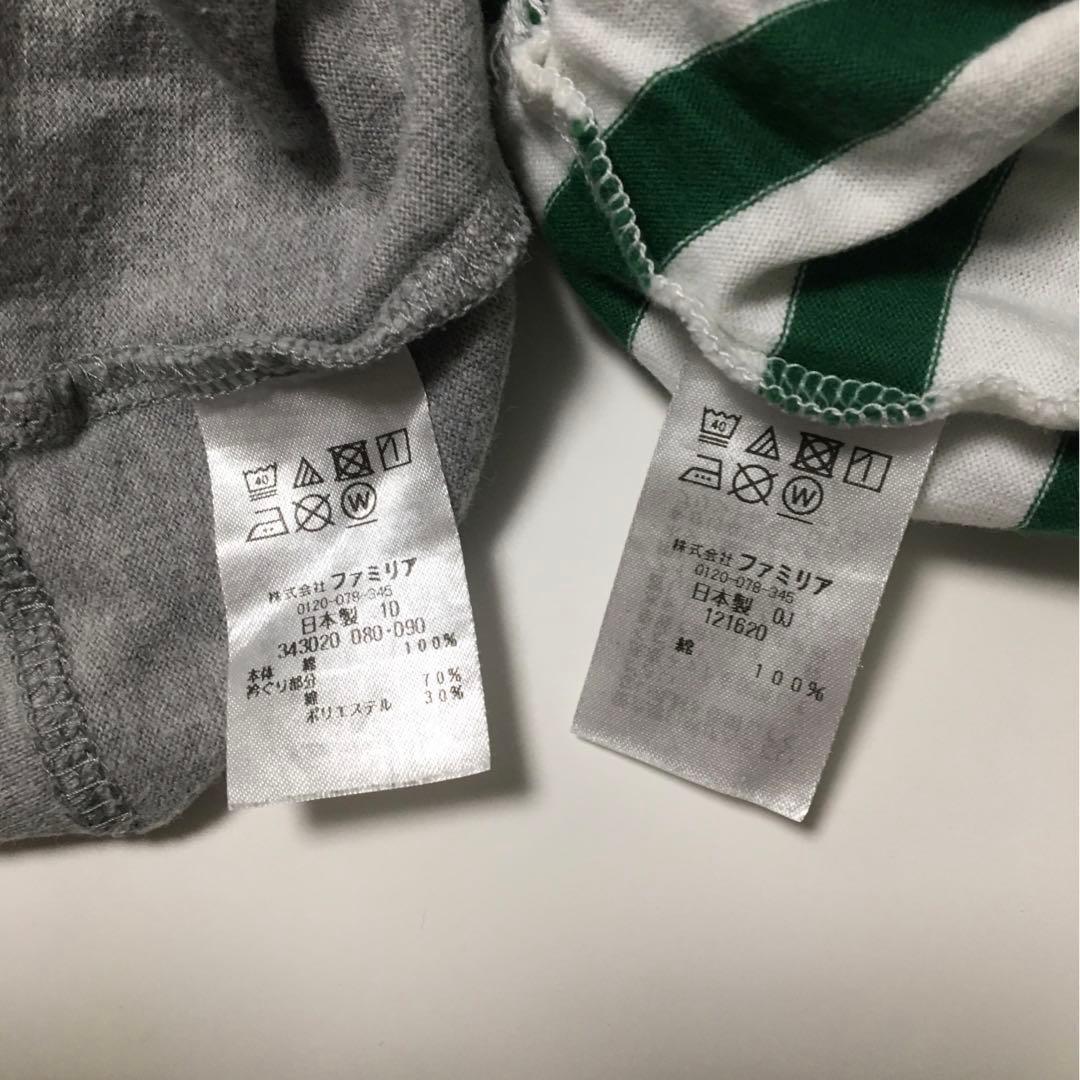 40
株式会社 ファミリア
0120-078-345
日本製 1D
343020 080-090
本体 綿 100%
衿ぐり部分
綿 70%
ポリエステル 30%
40
W
株式会社 ファミリア
0120-078-345
日本製 0J
121620
綿
100%